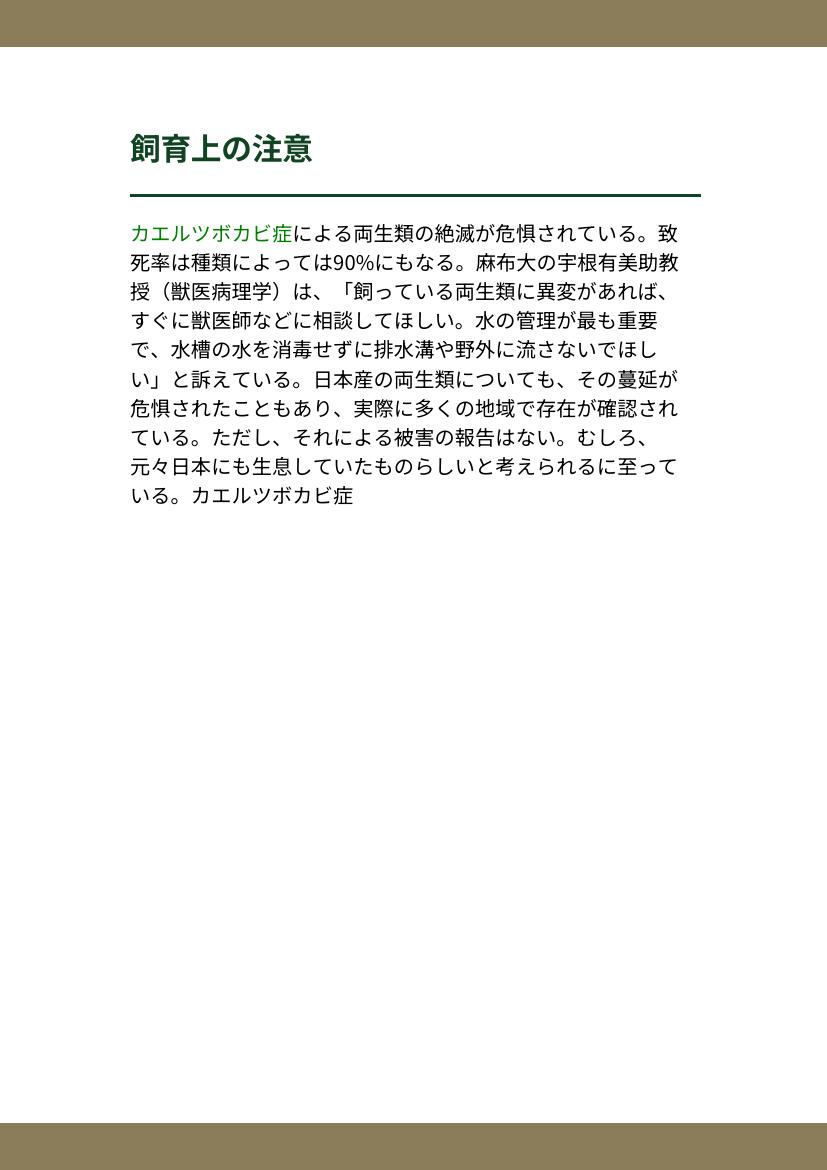 飼育上の注意
カエルツボカビ症による両生類の絶滅が危惧されている。致
死率は種類によっては90%にもなる。麻布大の宇根有美助教
授（獣医病理学）は、「飼っている両生類に異変があれば、
すぐに獣医師などに相談してほしい。水の管理が最も重要
で、水槽の水を消毒せずに排水溝や野外に流さないでほし
い」と訴えている。日本産の両生類についても、その蔓延が
危惧されたこともあり、実際に多くの地域で存在が確認され
ている。ただし、それによる被害の報告はない。むしろ、
元々日本にも生息していたものらしいと考えられるに至って
いる。カエルツボカビ症